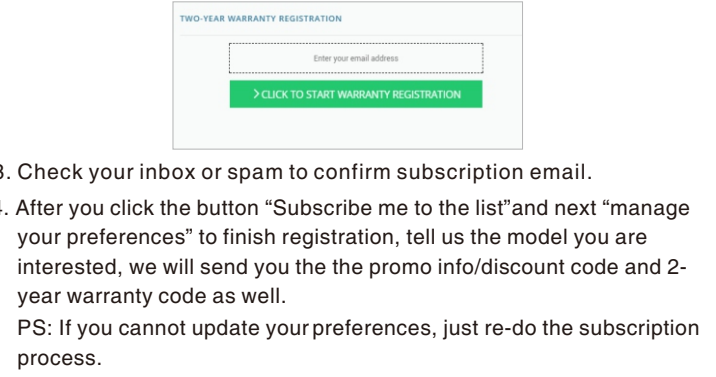 TWO-YEAR WARRANTY REGISTRATION
Enter your email address
> CLICK TO START WARRANTY REGISTRATION
3. Check your inbox or spam to confirm subscription email.
4. After you click the button “Subscribe me to the list”and next “manage
your preferences” to finish registration, tell us the model you are
interested, we will send you the the promo info/discount code and 2-
year warranty code as well.
PS: If you cannot update your preferences, just re-do the subscription
process.